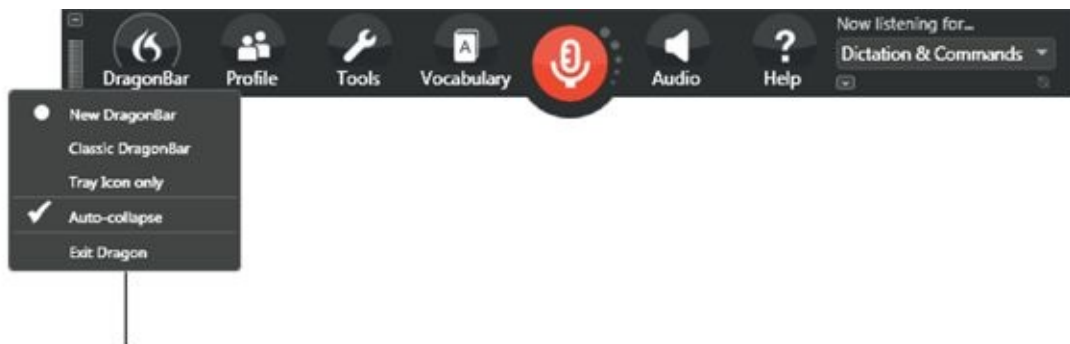 Now listening for...
DragonBar Profile Tools Vocabulary Audio Help Dictation & Commands
New DragonBar
Classic DragonBar
Tray Icon only
Auto-collapse
Exit Dragon